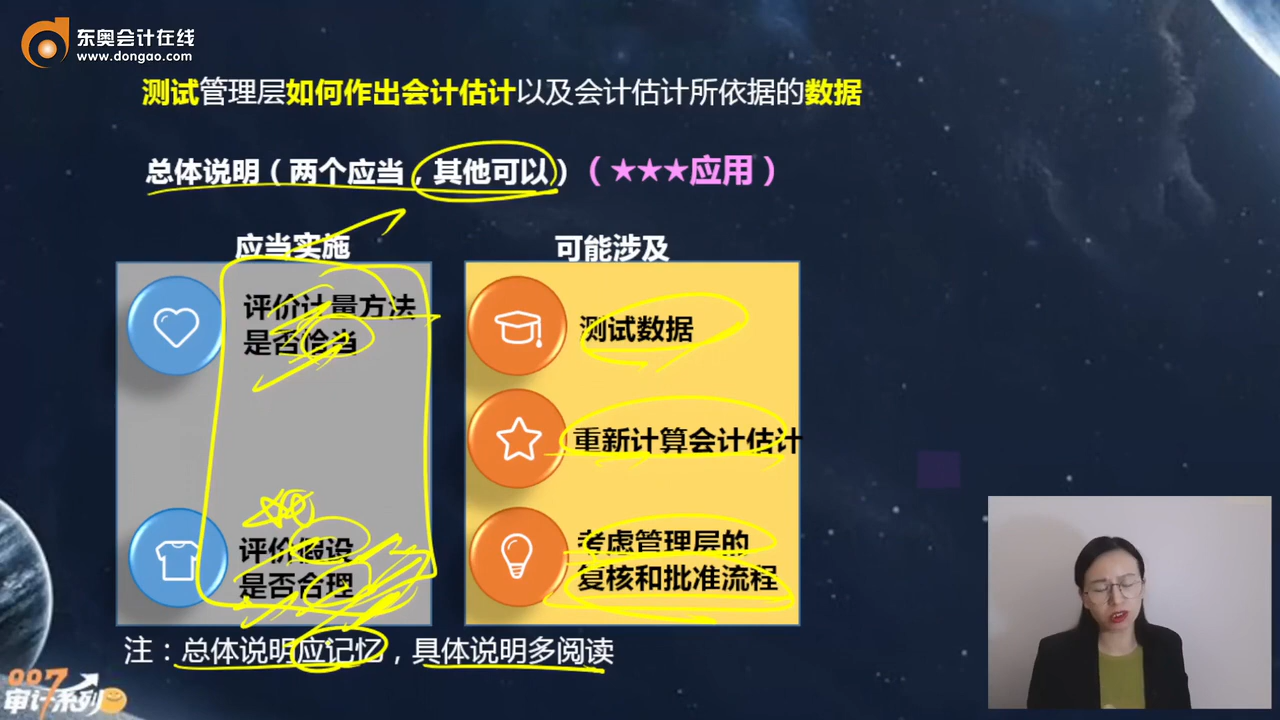 东奥会计在线
www.dongao.com
测试管理层如何作出会计估计以及会计估计所依据的数据
总体说明（两个应当，其他可以）（★★★应用）
应当实施
评价计量方法
是否恰当
评价假设
是否合理
可能涉及
测试数据
重新计算会计估计
考虑管理层的
复核和批准流程
注：总体说明应记忆，具体说明多阅读
007
审计系列